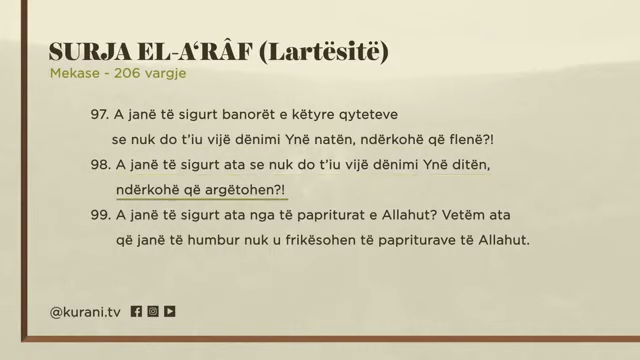 SURJA EL-A‘RÂF (Lartësitë)
Mekase - 206 vargje
97. A janë të sigurt banorët e këtyre qyteteve
se nuk do t’iu vijë dënimi Ynë natën, ndërkohë që flenë?!
98. A janë të sigurt ata se nuk do t’iu vijë dënimi Ynë ditën,
ndërkohë që argëtohen?!
99. A janë të sigurt ata nga të papriturat e Allahut? Vetëm ata
që janë të humbur nuk u frikësohen të papriturave të Allahut.
@kurani.tv